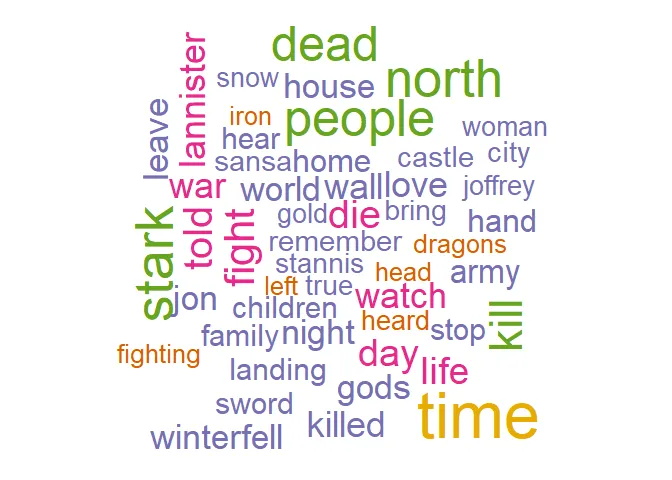 dead
lannister
snow
house
north
leave
iron
people
woman
hear
sansa
home
castle
city
war
world
wall
love
joffrey
stark
told
fight
gold
die
bring
hand
remember
dragons
stannis
head
army
jon
left
true
watch
children
kill
family
night
heard
stop
fighting
landing
day
life
gods
sword
killed
time
winterfell